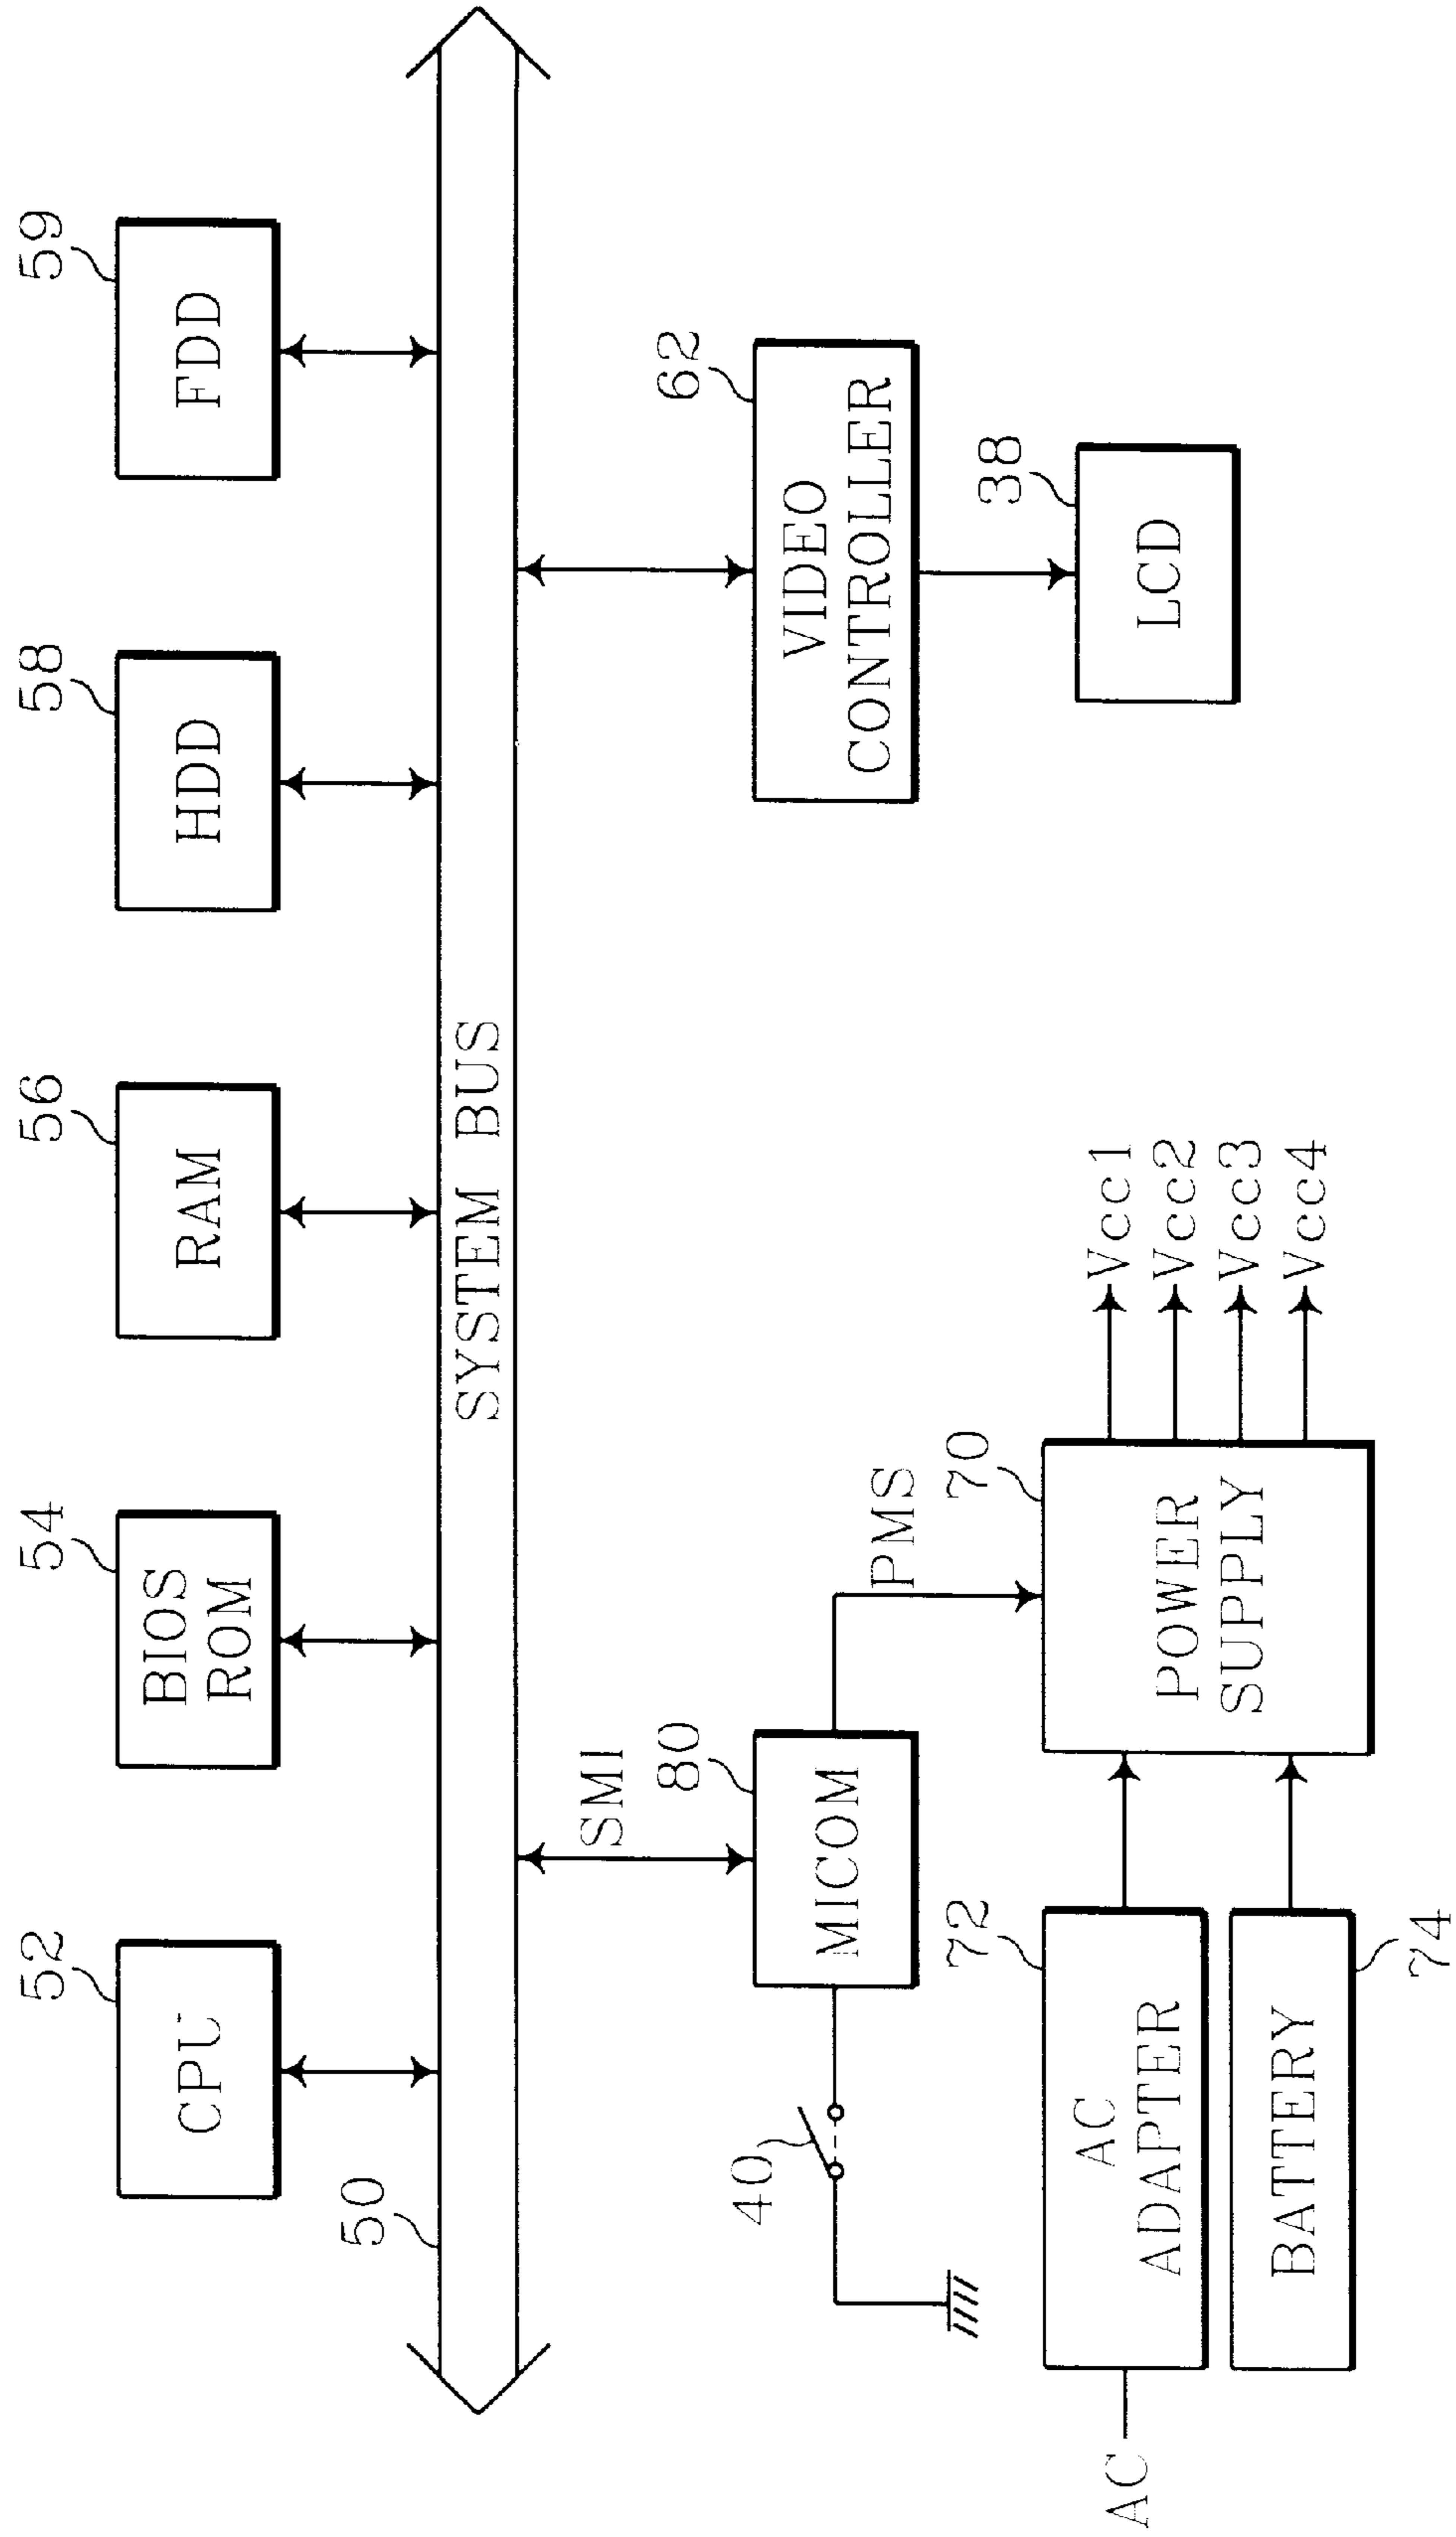 52
54
56
58
59
CPU
BIOS
ROM
RAM
HDD
FDD
50
SYSTEM BUS
SMI
80
62
40
MICOM
VIDEO
CONTROLLER
PMS
72
70
38
AC
AC
ADAPTER
POWER
SUPPLY
Vcc1
Vcc2
Vcc3
Vcc4
LCD
BATTERY
74